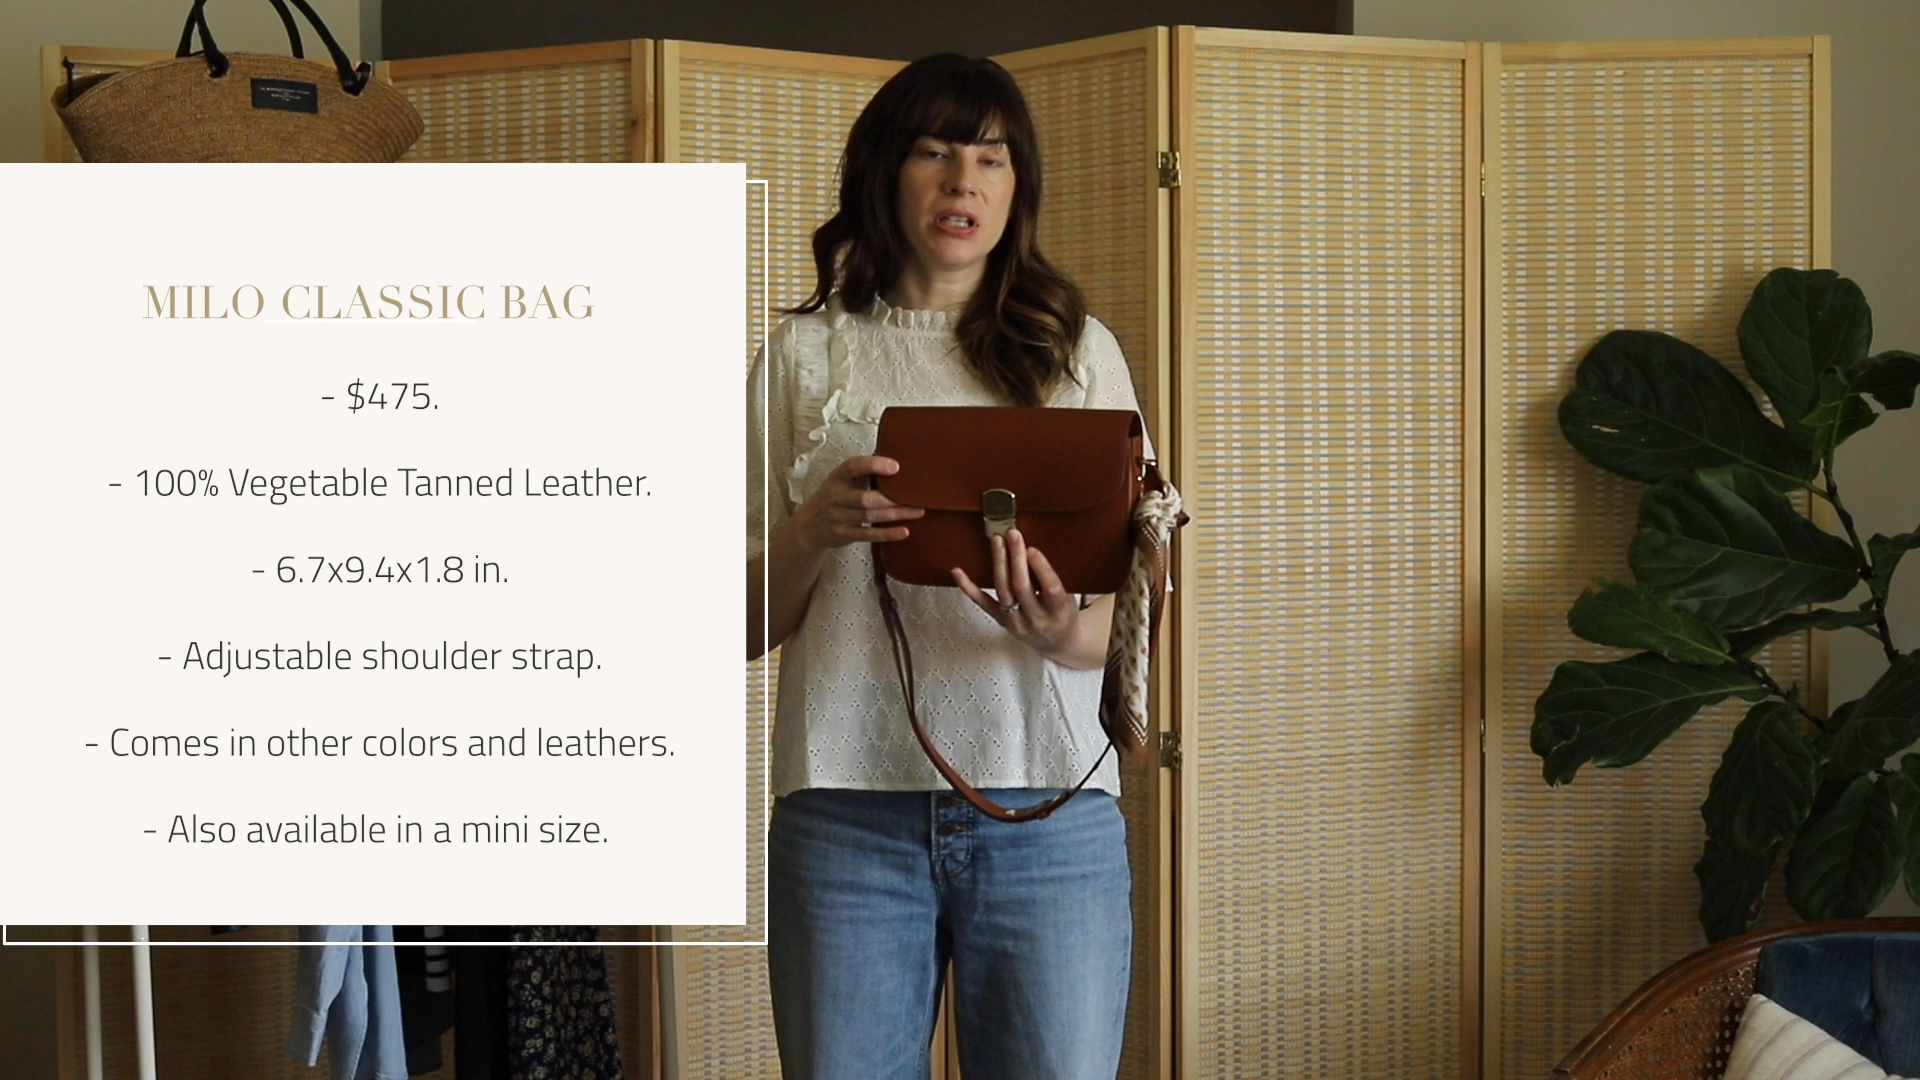 MILO CLASSIC BAG
- $475.
- 100% Vegetable Tanned Leather.
- 6.7x9.4x1.8 in.
- Adjustable shoulder strap.
- Comes in other colors and leathers.
- Also available in a mini size.